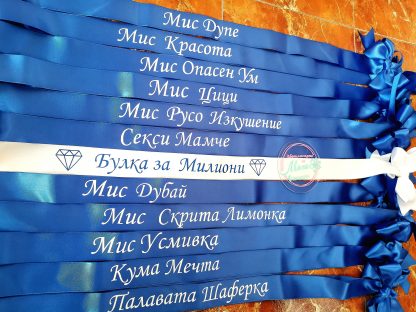 Мис Дупе
Мис Красота
Мис Опасен Ум
Мис Цици
Мис Русо Изкушение
Секси Мамче
Булка за Милиони
Мис Дубай
Мис Скрита Лимонка
Мис Усмивка
Кума Мечта
Палавата Шаферка